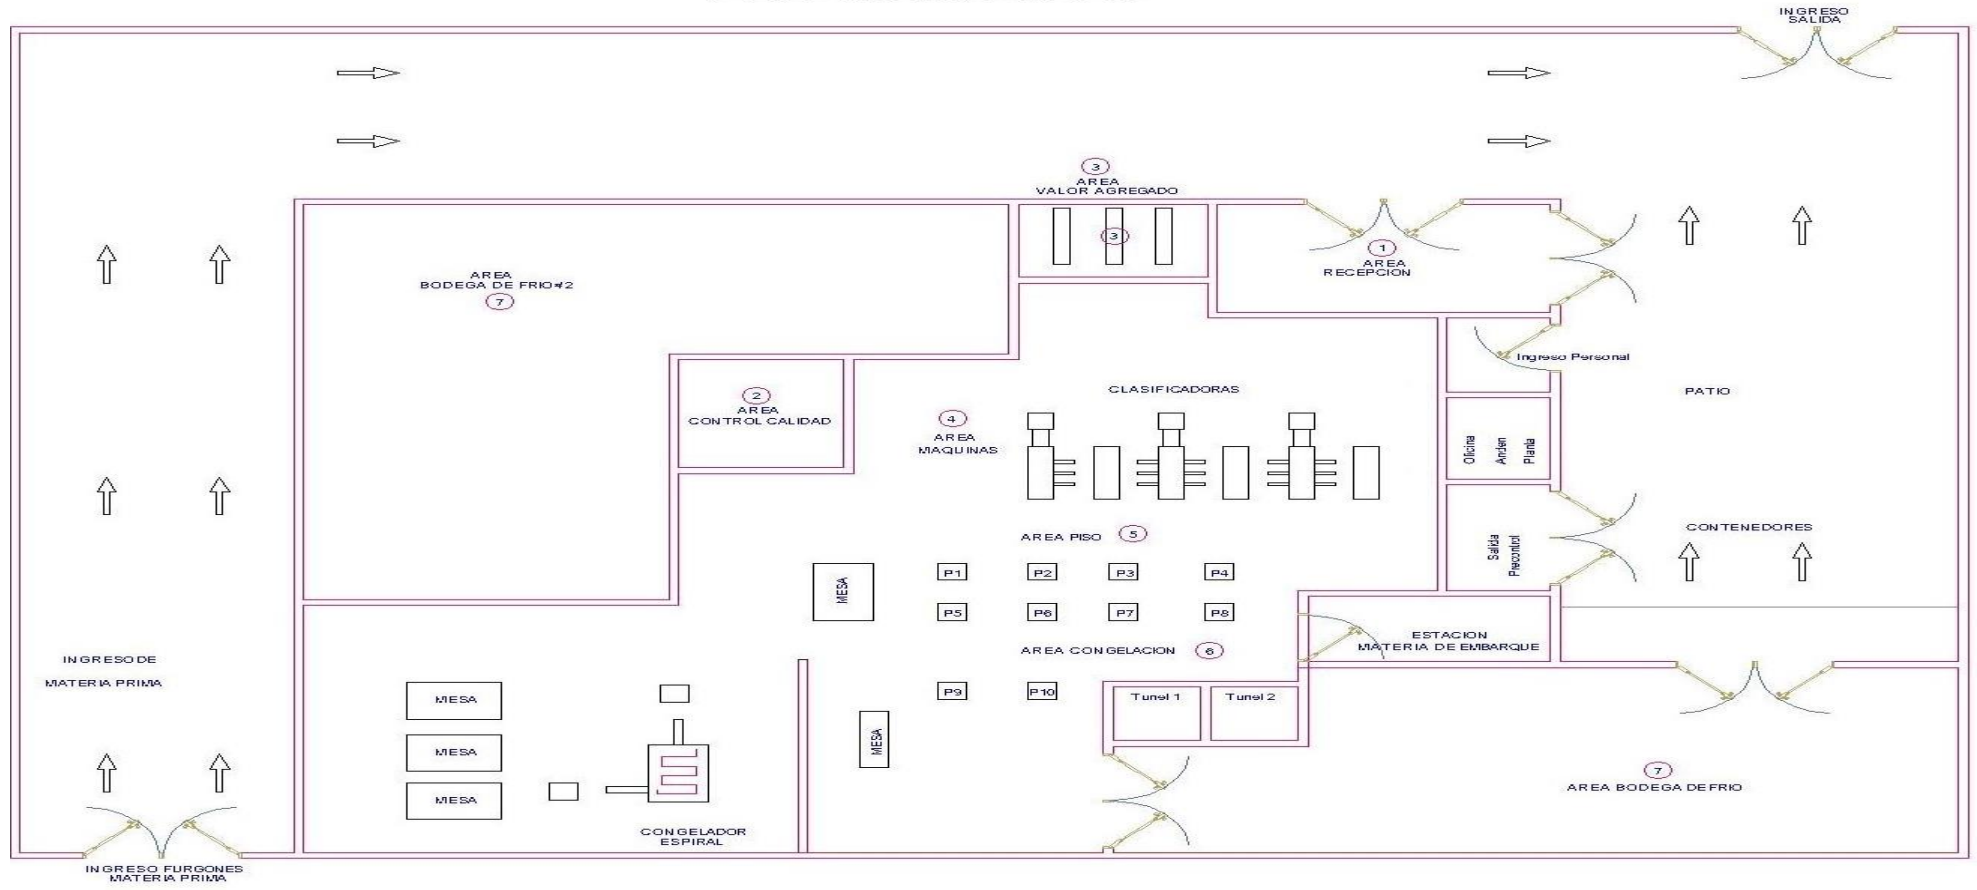 INGRESO
SALIDA
3
AREA
VALOR AGREGADO
3
1
AREA
RECEPCION
AREA
BODEGA DE FRIO#2
7
Ingreso Personal
CLASIFICADORAS
PATIO
2
AREA
CONTROL CALIDAD
4
AREA
MAQUINAS
Oficina
Anden
Planta
AREA PISO 5
CONTENEDORES
Salida
Precontrol
MESA
P1 P2 P3 P4
P5 P6 P7 P8
AREA CONGELACION 6
ESTACION
MATERIA DE EMBARQUE
INGRESO DE
MATERIA PRIMA
P9 P10
Tunel 1 Tunel 2
MESA
MESA
MESA
MESA
7
AREA BODEGA DE FRIO
CONGELADOR
ESPIRAL
INGRESO FURGONES
MATERIA PRIMA